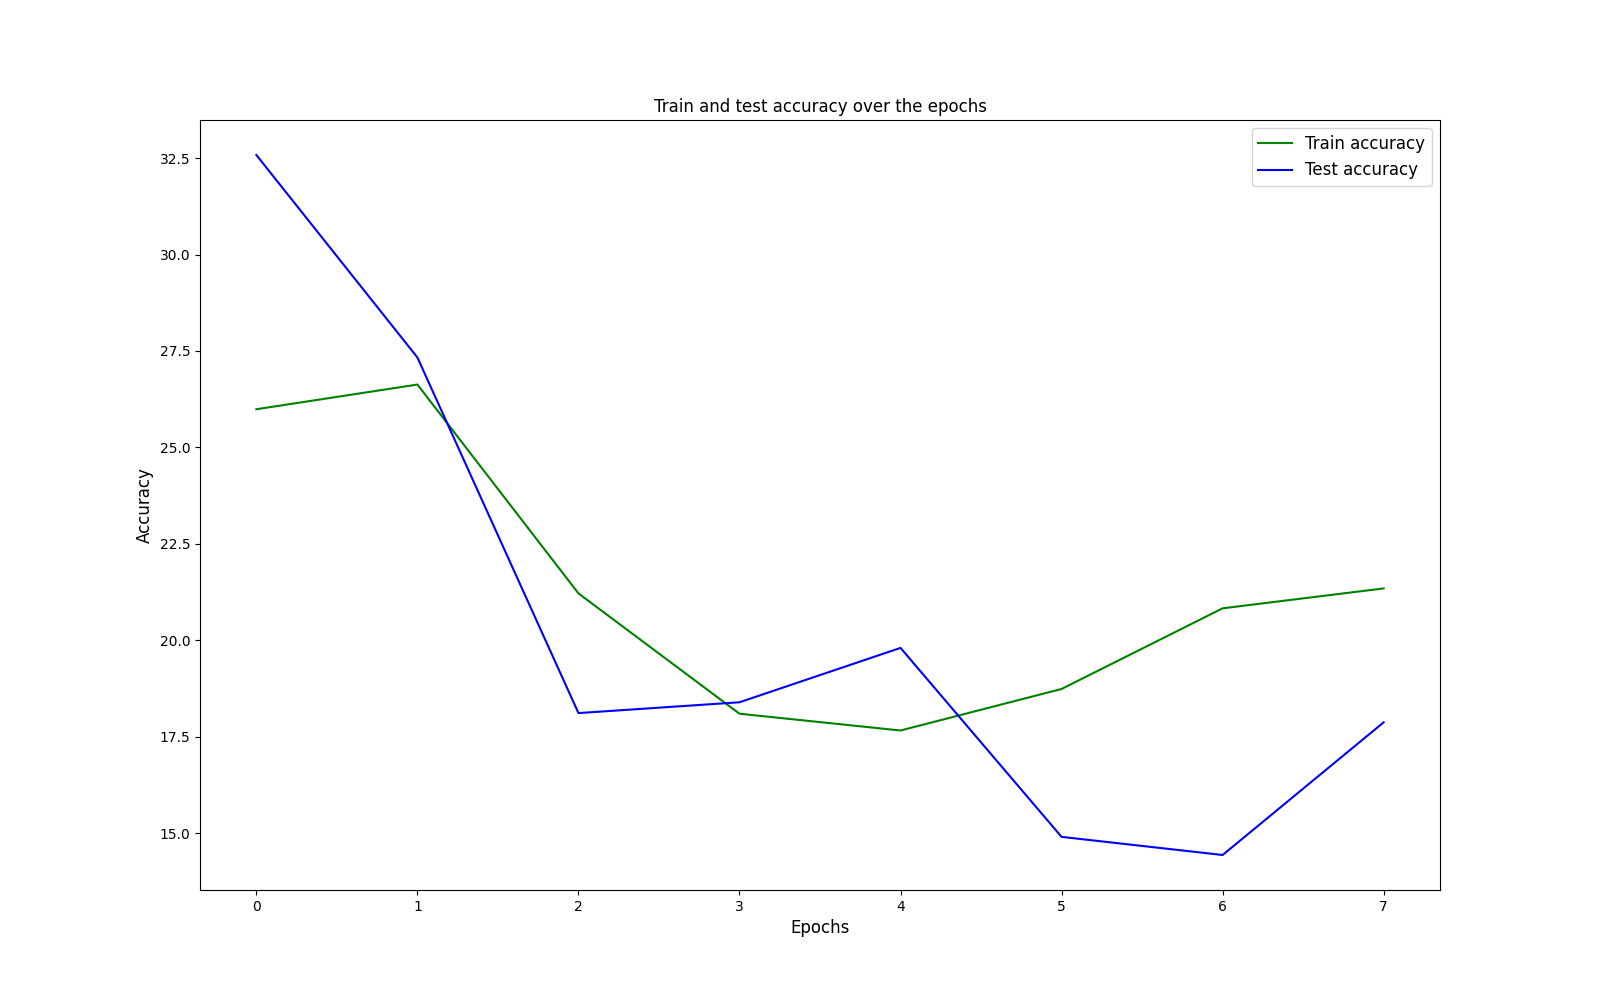 Train and test accuracy over the epochs
Train accuracy
Test accuracy
32.5
30.0
27.5
25.0
22.5
20.0
17.5
15.0
Accuracy
0 1 2 3 4 5 6 7
Epochs